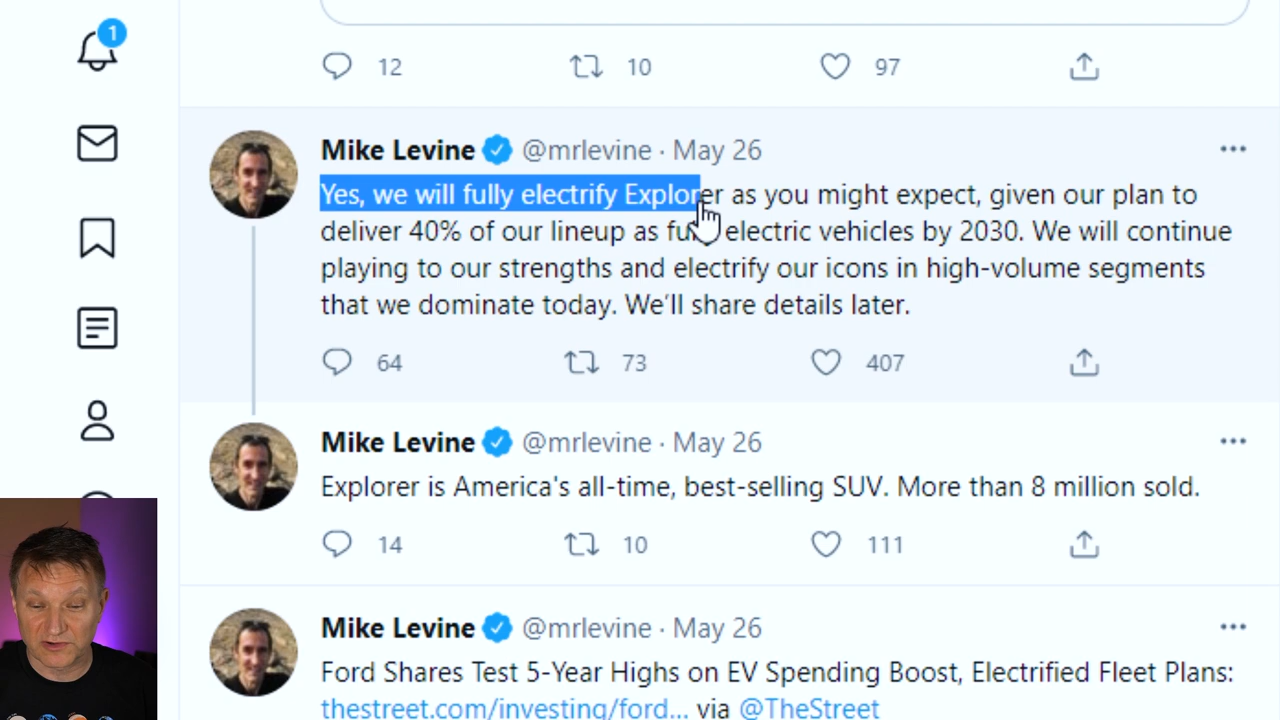 1
12 10 97
Mike Levine @mrlevine · May 26 ...
Yes, we will fully electrify Explorer as you might expect, given our plan to
deliver 40% of our lineup as electric vehicles by 2030. We will continue
playing to our strengths and electrify our icons in high-volume segments
that we dominate today. We'll share details later.
64 73 407
Mike Levine @mrlevine · May 26 ...
Explorer is America's all-time, best-selling SUV. More than 8 million sold.
14 10 111
Mike Levine @mrlevine · May 26 ...
Ford Shares Test 5-Year Highs on EV Spending Boost, Electrified Fleet Plans:
thestreet.com/investing/ford... via @TheStreet